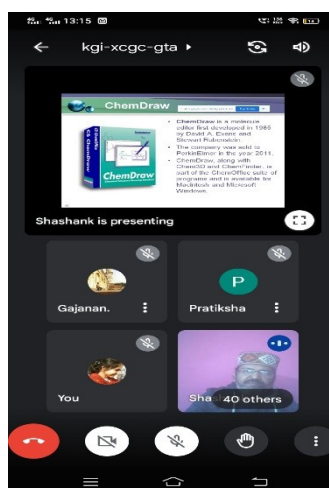 13:15
kgi-xcgc-gta
ChemDraw
• ChemDraw is a molecule
editor first developed in 1985
by David A. Evans and
Stewart Rubenstein.
• The company was sold to
PerkinElmer in the year 2011.
• ChemDraw, along with
Chem3D and ChemFinder, is
part of the ChemOffice suite of
programs and is available for
Macintosh and Microsoft
Windows.
ChemDraw
Shashank is presenting
Gajanan.
P
Pratiksha
You
Sha
40 others